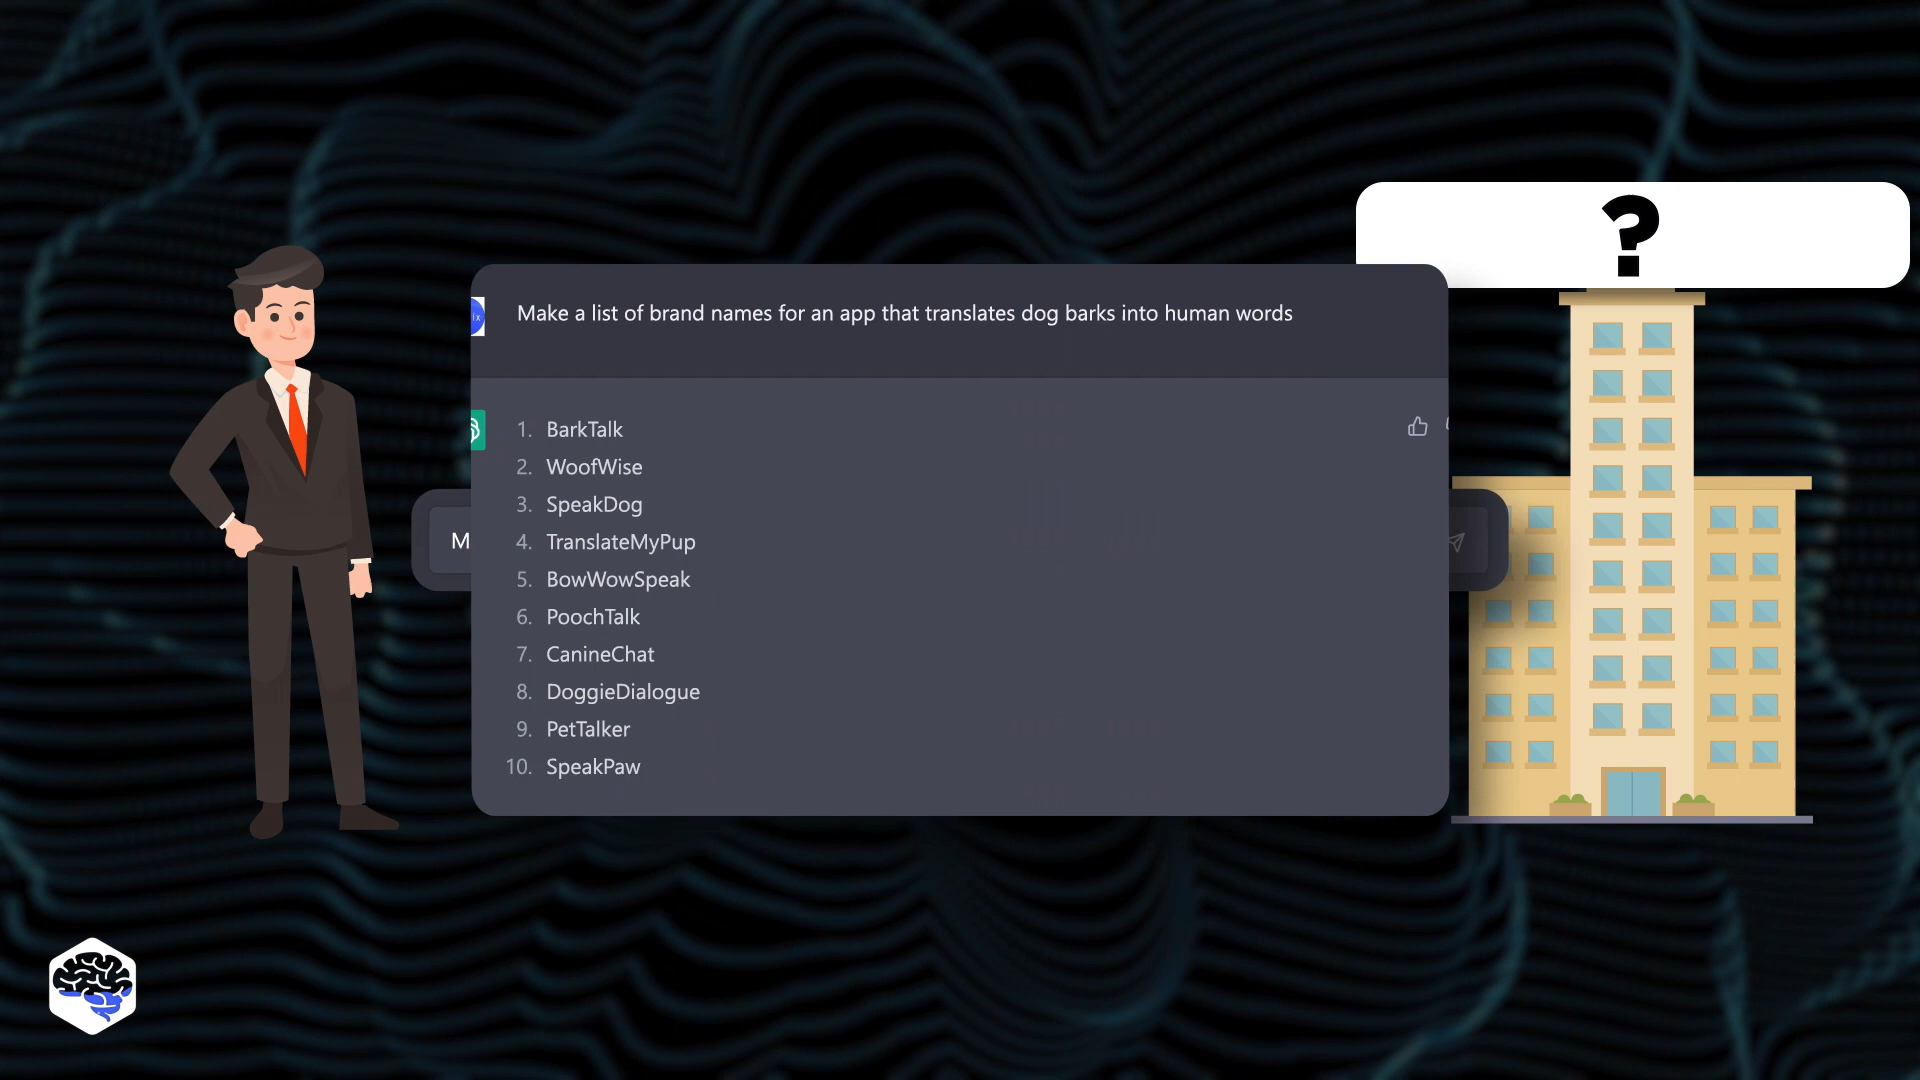 ?
Make a list of brand names for an app that translates dog barks into human words
1. BarkTalk
2. WoofWise
3. SpeakDog
M
4. TranslateMyPup
5. BowWowSpeak
6. PoochTalk
7. CanineChat
8. DoggieDialogue
9. PetTalker
10. SpeakPaw